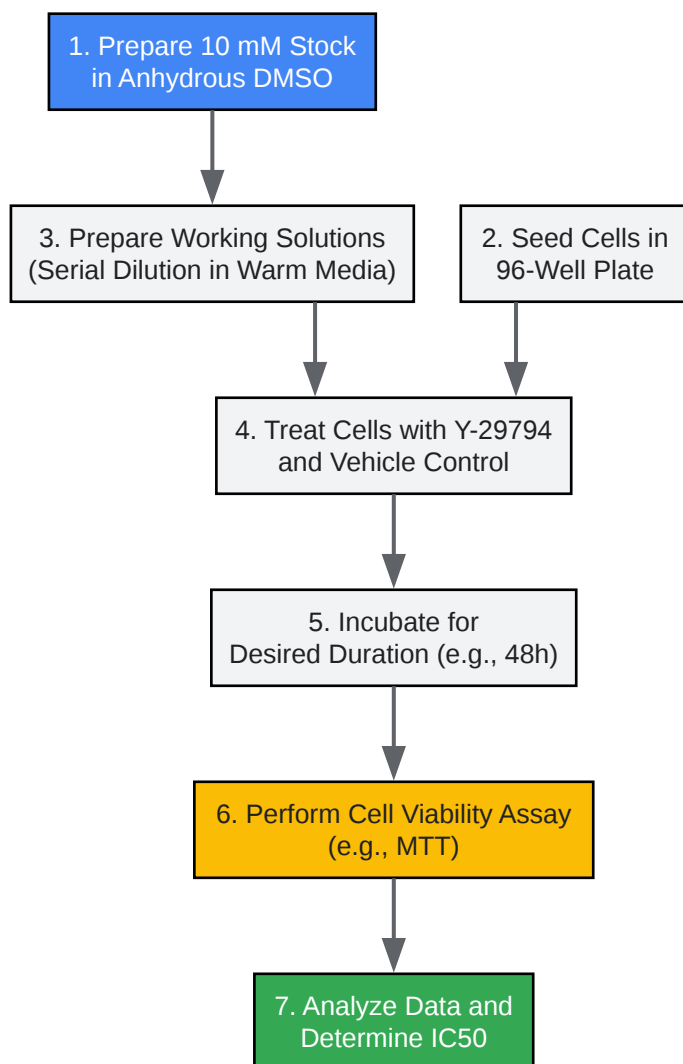 1. Prepare 10 mM Stock
in Anhydrous DMSO
3. Prepare Working Solutions
(Serial Dilution in Warm Media)
2. Seed Cells in
96-Well Plate
4. Treat Cells with Y-29794
and Vehicle Control
5. Incubate for
Desired Duration (e.g., 48h)
6. Perform Cell Viability Assay
(e.g., MTT)
7. Analyze Data and
Determine IC50